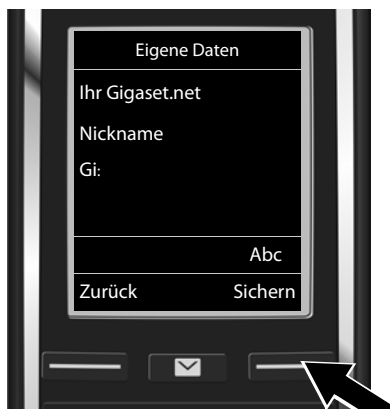 Eigene Daten
Ihr Gigaset.net
Nickname
Gi:
Abc
Zurück Sichern